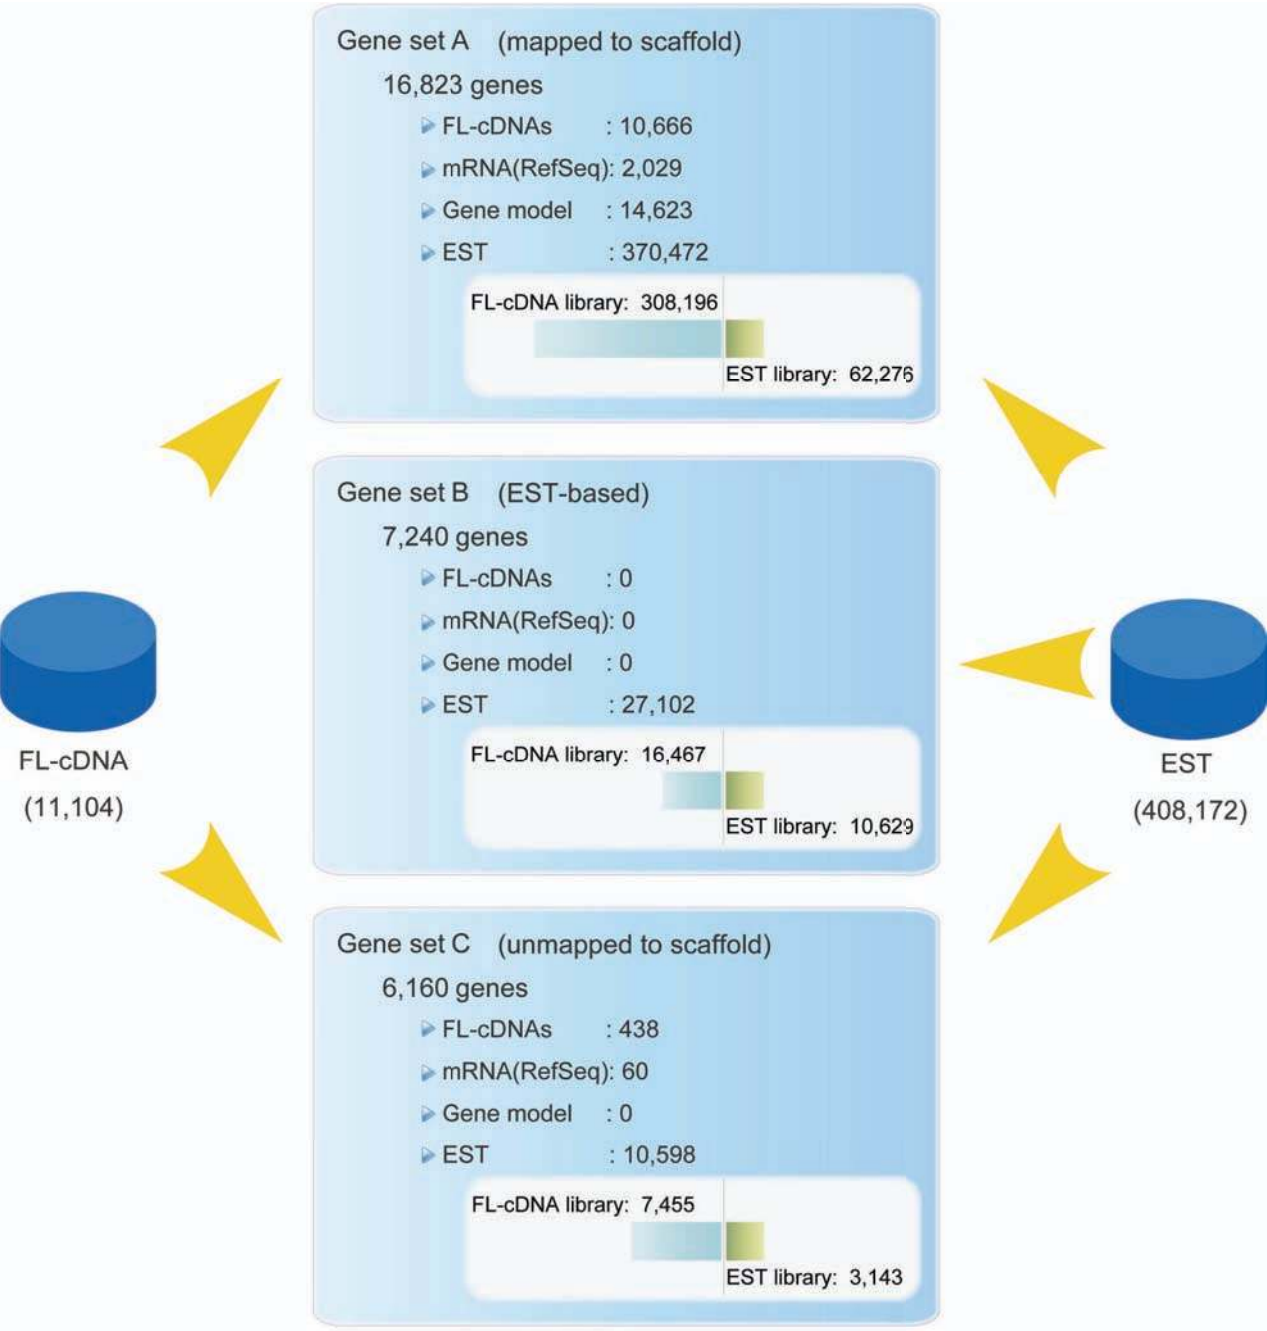 Gene set A (mapped to scaffold)
16,823 genes
FL-cDNAs : 10,666
mRNA(RefSeq): 2,029
Gene model : 14,623
EST : 370,472
FL-cDNA library: 308,196
EST library: 62,276
Gene set B (EST-based)
7,240 genes
FL-cDNAs : 0
mRNA(RefSeq): 0
Gene model : 0
EST : 27,102
FL-cDNA library: 16,467
EST library: 10,629
FL-cDNA
(11,104)
EST
(408,172)
Gene set C (unmapped to scaffold)
6,160 genes
FL-cDNAs : 438
mRNA(RefSeq): 60
Gene model : 0
EST : 10,598
FL-cDNA library: 7,455
EST library: 3,143